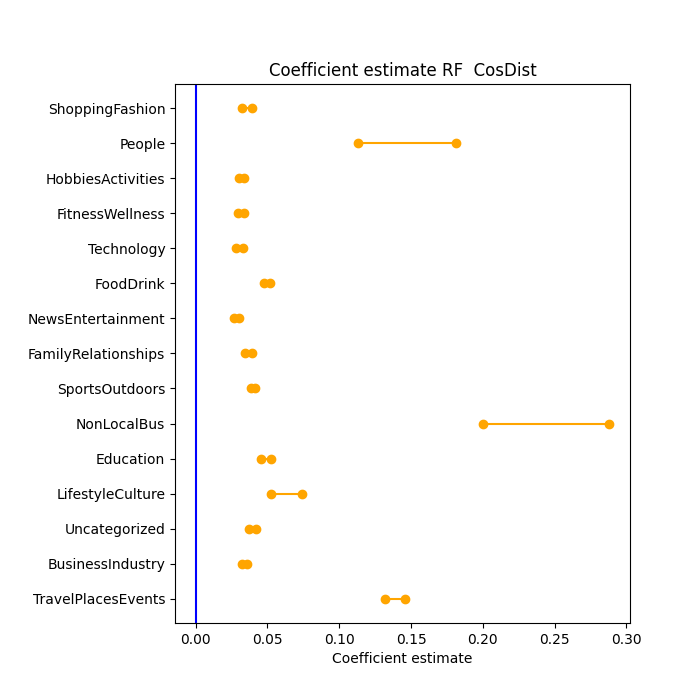 Coefficient estimate RF  CosDist
ShoppingFashion
People
HobbiesActivities
FitnessWellness
Technology
FoodDrink
NewsEntertainment
FamilyRelationships
SportsOutdoors
NonLocalBus
Education
LifestyleCulture
Uncategorized
BusinessIndustry
TravelPlacesEvents
0.00 0.05 0.10 0.15 0.20 0.25 0.30
Coefficient estimate